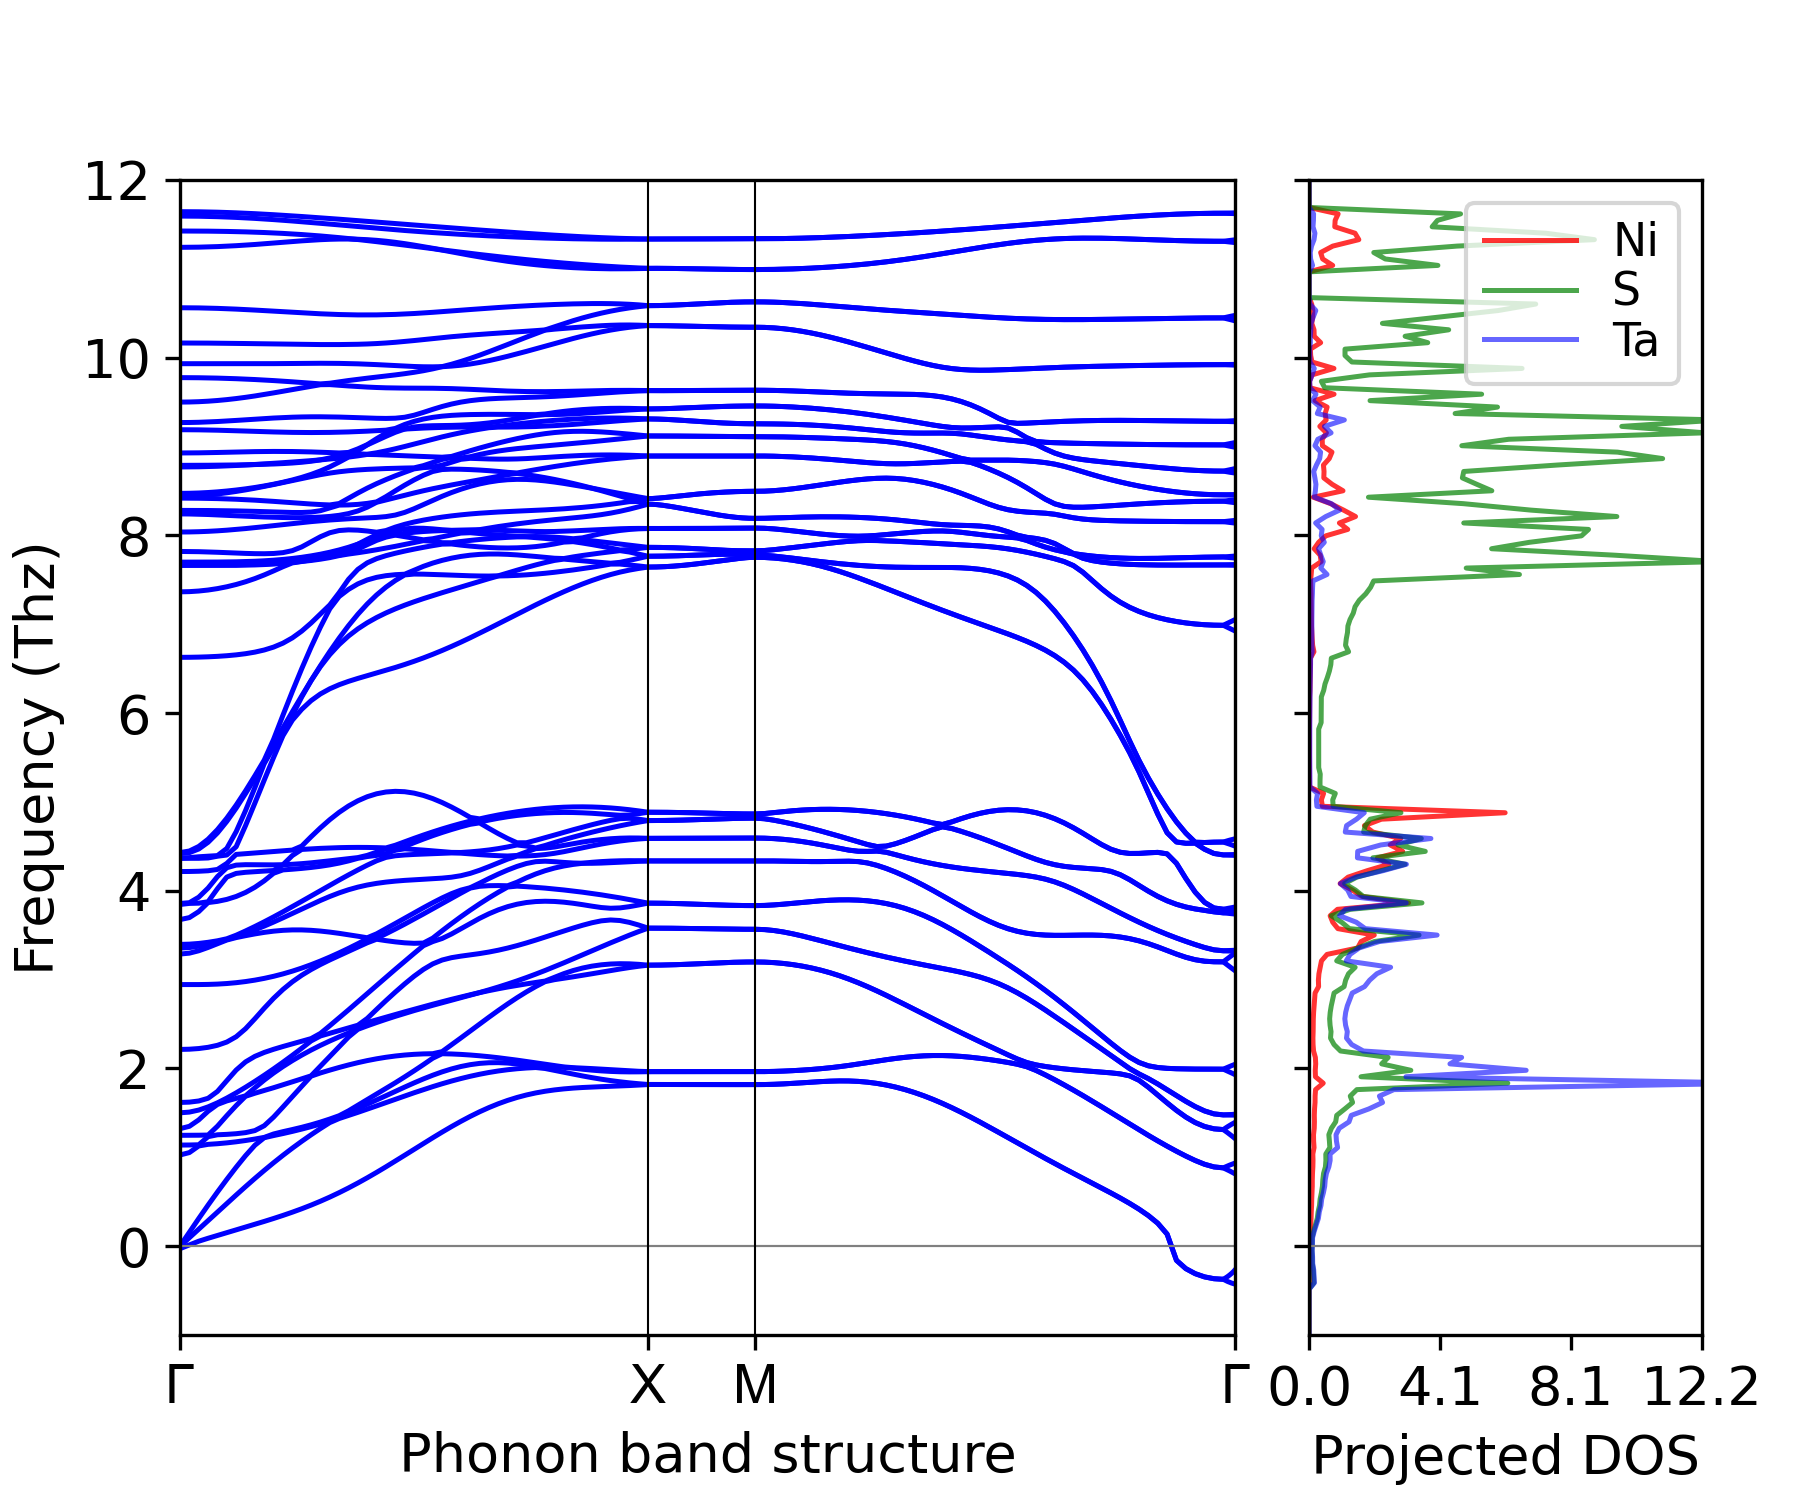 12
10
8
6
4
2
0
Frequency (Thz)
Γ X M Γ
Phonon band structure
Ni
S
Ta
0.0 4.1 8.1 12.2
Projected DOS